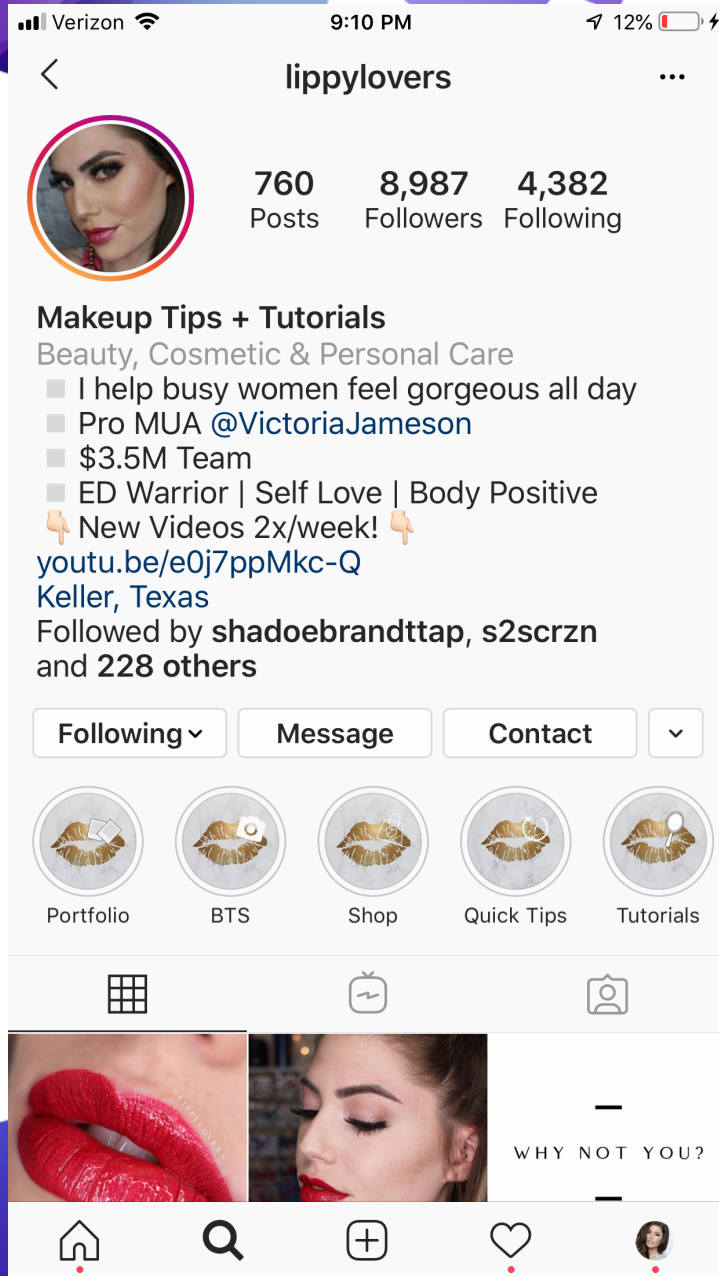 Verizon 9:10 PM 12%
lippylovers
760 8,987 4,382
Posts Followers Following
Makeup Tips + Tutorials
Beauty, Cosmetic & Personal Care
I help busy women feel gorgeous all day
Pro MUA @VictoriaJameson
$3.5M Team
ED Warrior | Self Love | Body Positive
👇🏻New Videos 2x/week!👇🏻
youtu.be/e0j7ppMkc-Q
Keller, Texas
Followed by shadoebrandttap, s2scrzn
and 228 others
Following Message Contact
Portfolio BTS Shop Quick Tips Tutorials
LIPPYLOVERS
WHY NOT YOU?